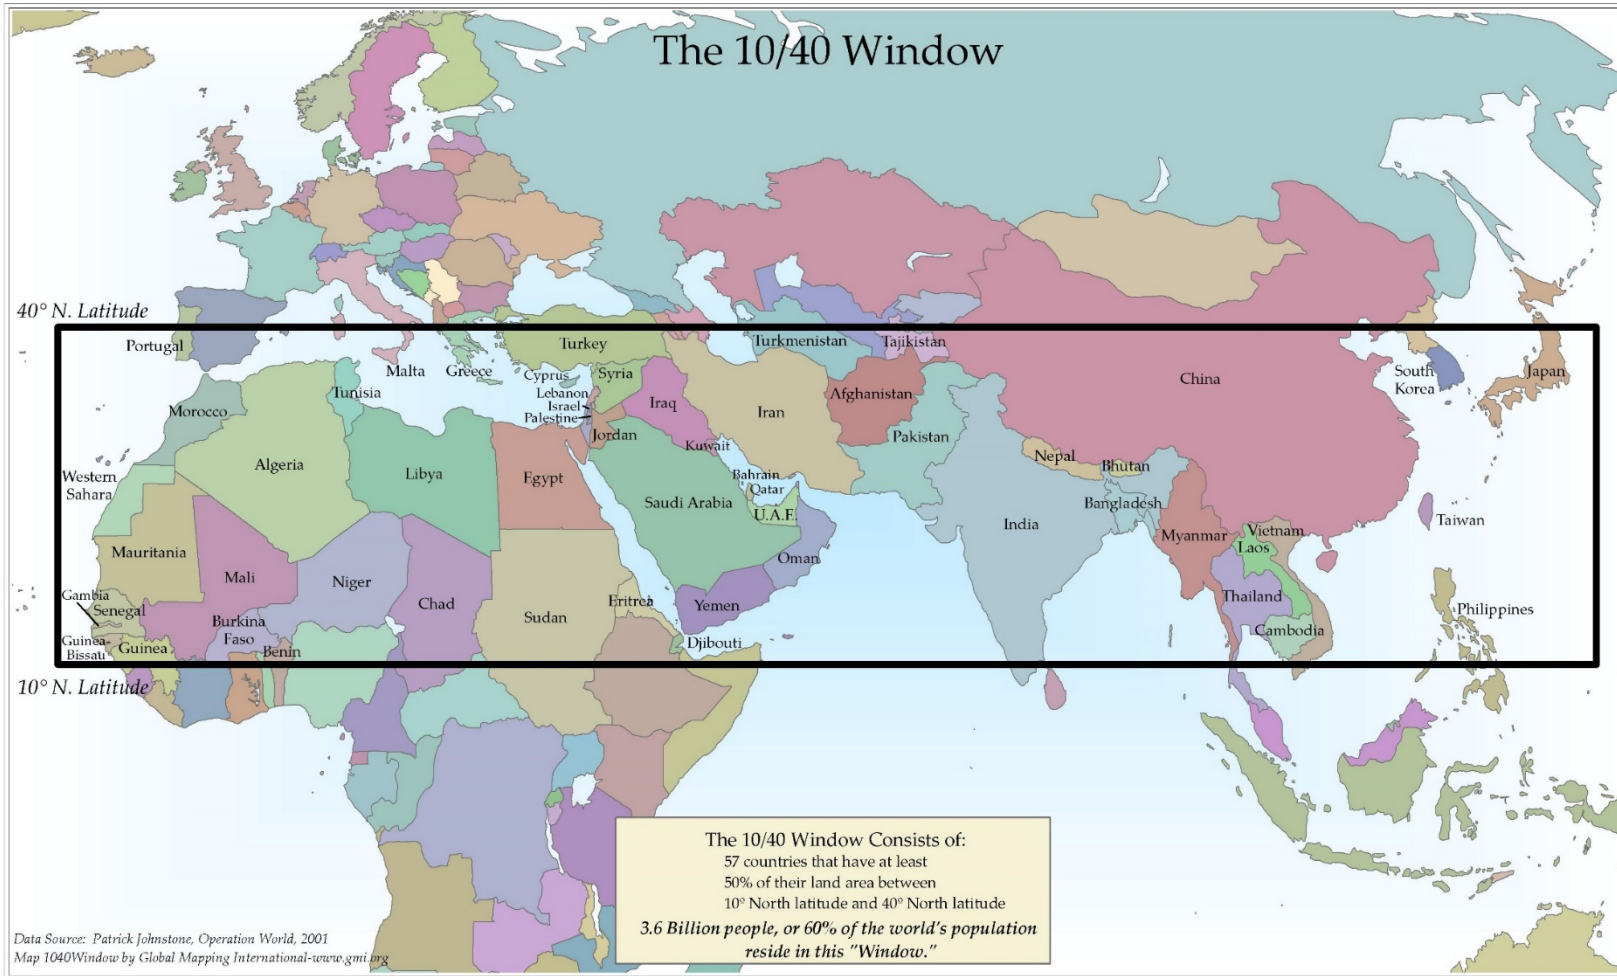 The 10/40 Window
40° N. Latitude
Portugal
Malta
Greece
Turkey
Cyprus
Syria
Lebanon
Israel
Palestine
Turkmenistan
Tajikistan
China
South
Korea
Japan
Morocco
Tunisia
Iraq
Iran
Afghanistan
Jordan
Kuwait
Pakistan
Algeria
Libya
Egypt
Western
Sahara
Bahrain
Qatar
Saudi Arabia
U.A.E.
Nepal
Bhutan
Bangladesh
India
Taiwan
Mauritania
Mali
Niger
Chad
Sudan
Eritrea
Oman
Yemen
Myanmar
Vietnam
Laos
Thailand
Cambodia
Philippines
Gambia
Senegal
Burkina
Faso
Guinea-
Bissau
Guinea
Benin
Djibouti
10° N. Latitude
The 10/40 Window Consists of:
57 countries that have at least
50% of their land area between
10º North latitude and 40º North latitude
3.6 Billion people, or 60% of the world's population
reside in this "Window."
Data Source: Patrick Johnstone, Operation World, 2001
Map 1040Window by Global Mapping International-www.gmi.org